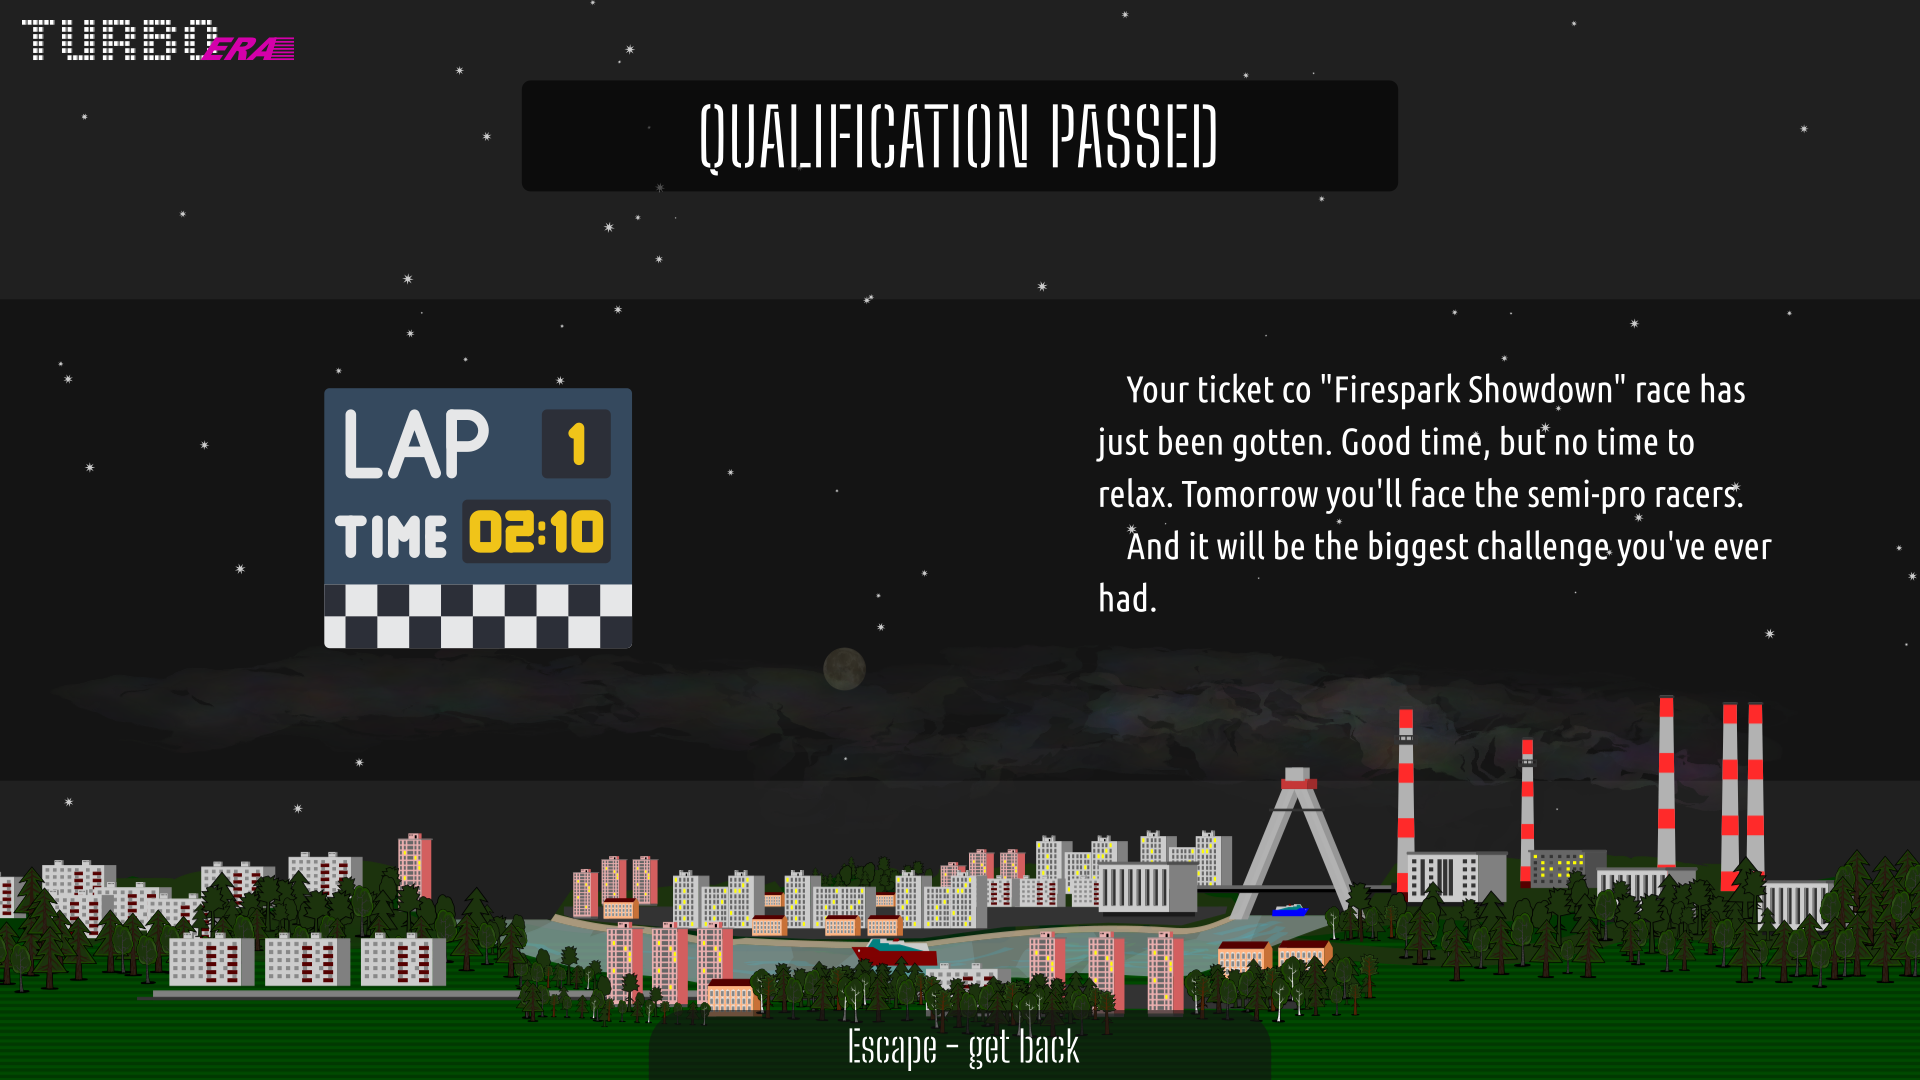 TURBO ERA
QUALIFICATION PASSED
LAP 1
TIME 02:10
Your ticket co "Firespark Showdown" race has
just been gotten. Good time, but no time to
relax. Tomorrow you'll face the semi-pro racers.
And it will be the biggest challenge you've ever
had.
Escape - get back